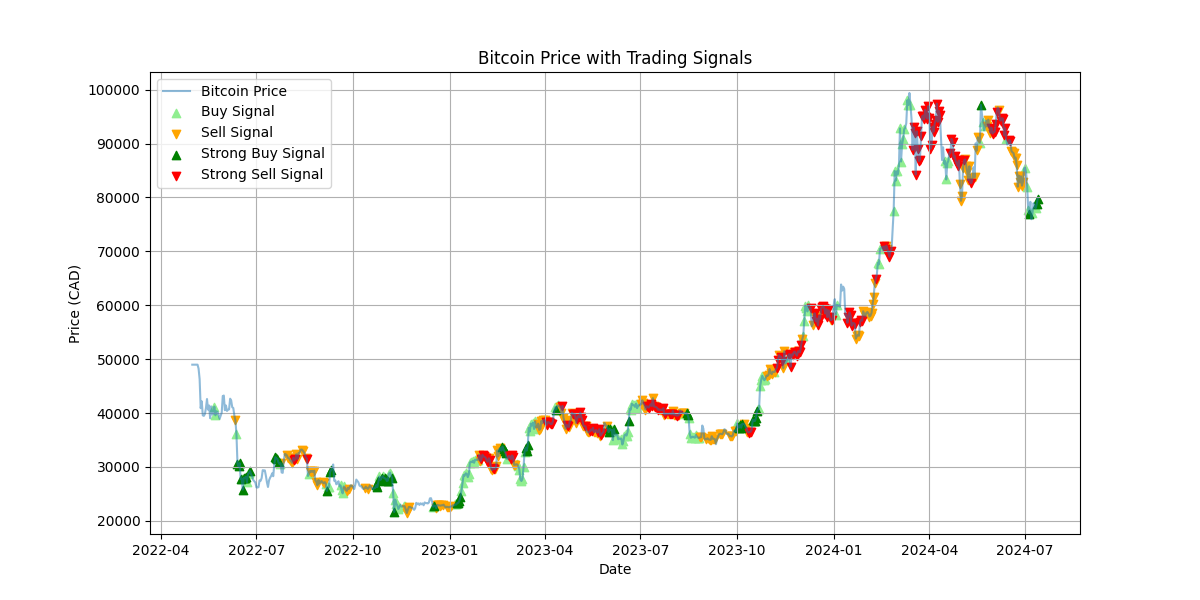 Bitcoin Price with Trading Signals
Bitcoin Price
Buy Signal
Sell Signal
Strong Buy Signal
Strong Sell Signal
Price (CAD)
100000
90000
80000
70000
60000
50000
40000
30000
20000
2022-04 2022-07 2022-10 2023-01 2023-04 2023-07 2023-10 2024-01 2024-04 2024-07
Date